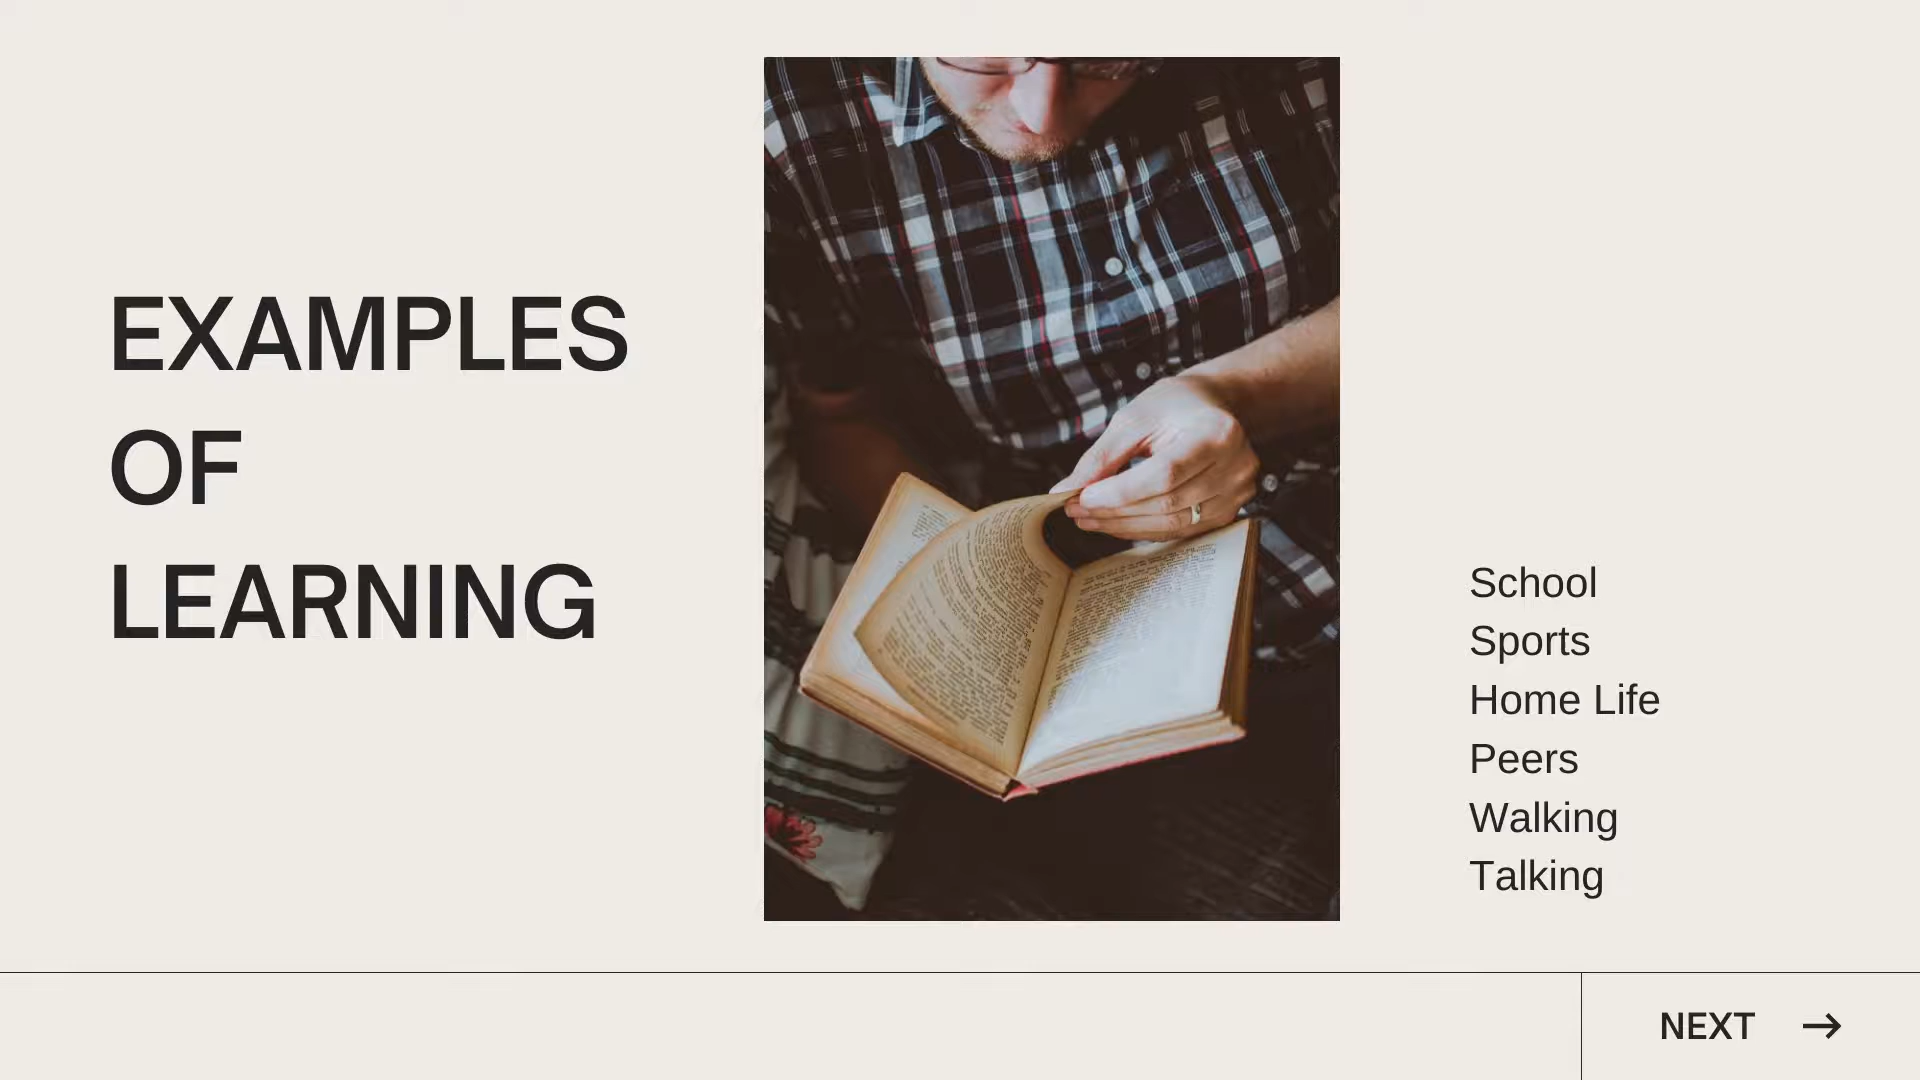 EXAMPLES
OF
LEARNING
School
Sports
Home Life
Peers
Walking
Talking
NEXT →